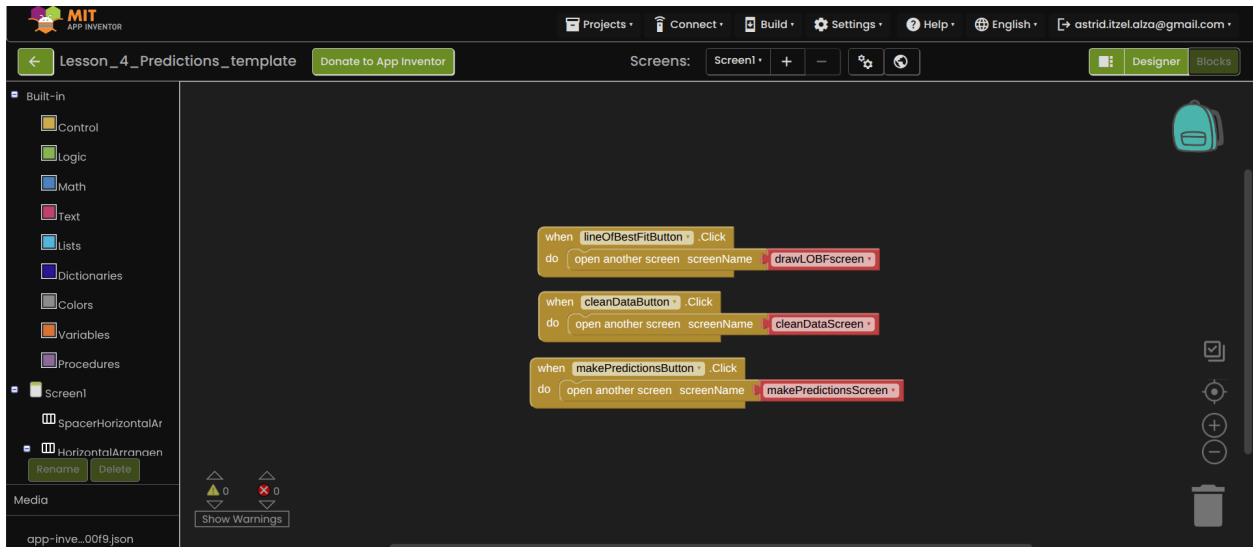 MIT
APP INVENTOR
Projects Connect Build Settings Help English astrid.itzel.alza@gmail.com
Lesson_4_Predictions_template Donate to App Inventor Screens: Screen1 Designer Blocks
Built-in
Control
Logic
Math
Text
Lists
Dictionaries
Colors
Variables
Procedures
Screen1
SpacerHorizontalAr
HorizontalArrangen
Rename Delete
Media
app-inve...00f9.json
when lineOfBestFitButton .Click
do open another screen screenName drawLOBFscreen
when cleanDataButton .Click
do open another screen screenName cleanDataScreen
when makePredictionsButton .Click
do open another screen screenName makePredictionsScreen
0 0
Show Warnings